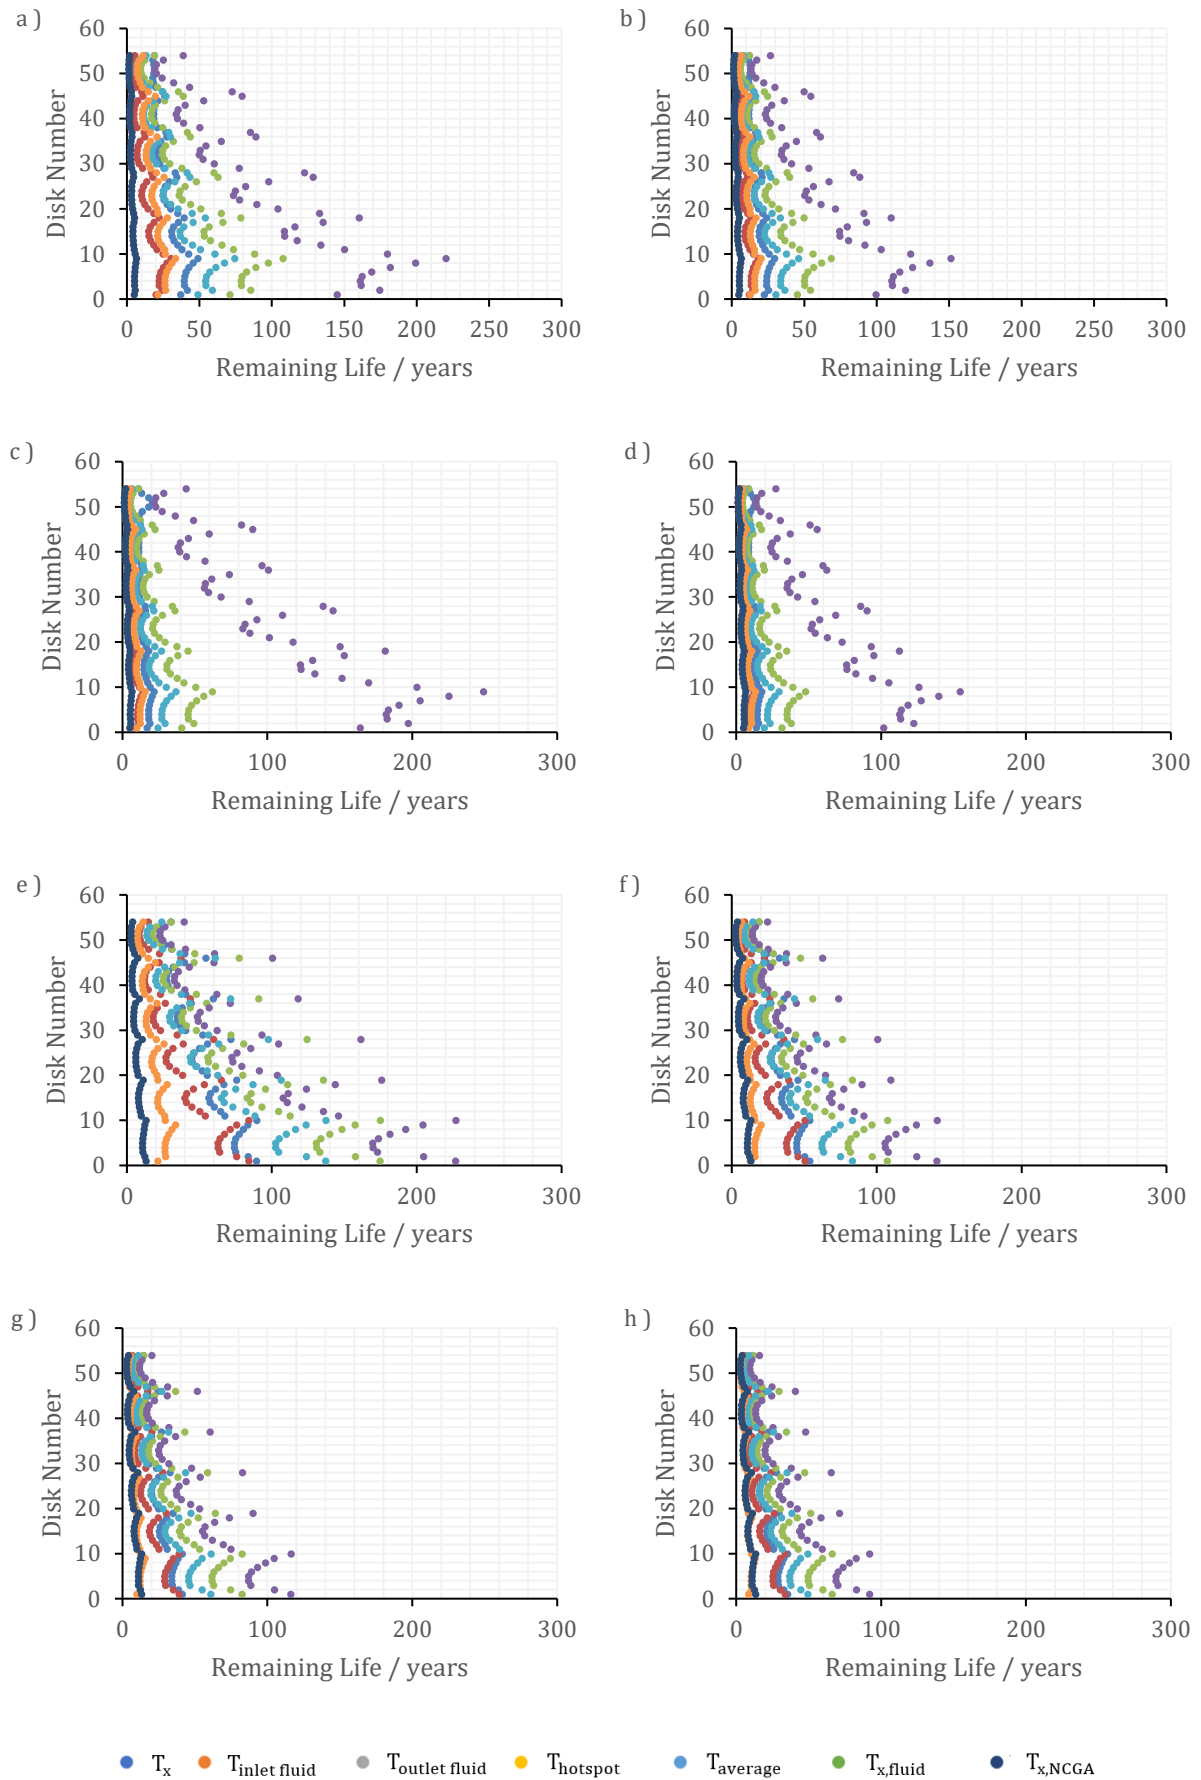 a )
60
50
40
30
20
10
0
Disk Number
0 50 100 150 200 250 300
Remaining Life / years
b )
60
50
40
30
20
10
0
Disk Number
0 50 100 150 200 250 300
Remaining Life / years
c )
60
50
40
30
20
10
0
Disk Number
0 100 200 300
Remaining Life / years
d )
60
50
40
30
20
10
0
Disk Number
0 100 200 300
Remaining Life / years
e )
60
50
40
30
20
10
0
Disk Number
0 100 200 300
Remaining Life / years
f )
60
50
40
30
20
10
0
Disk Number
0 100 200 300
Remaining Life / years
g )
60
50
40
30
20
10
0
Disk Number
0 100 200 300
Remaining Life / years
h )
60
50
40
30
20
10
0
Disk Number
0 100 200 300
Remaining Life / years
Tx Tinlet fluid Toutlet fluid Thotspot Taverage Tx,fluid Tx,NCGA